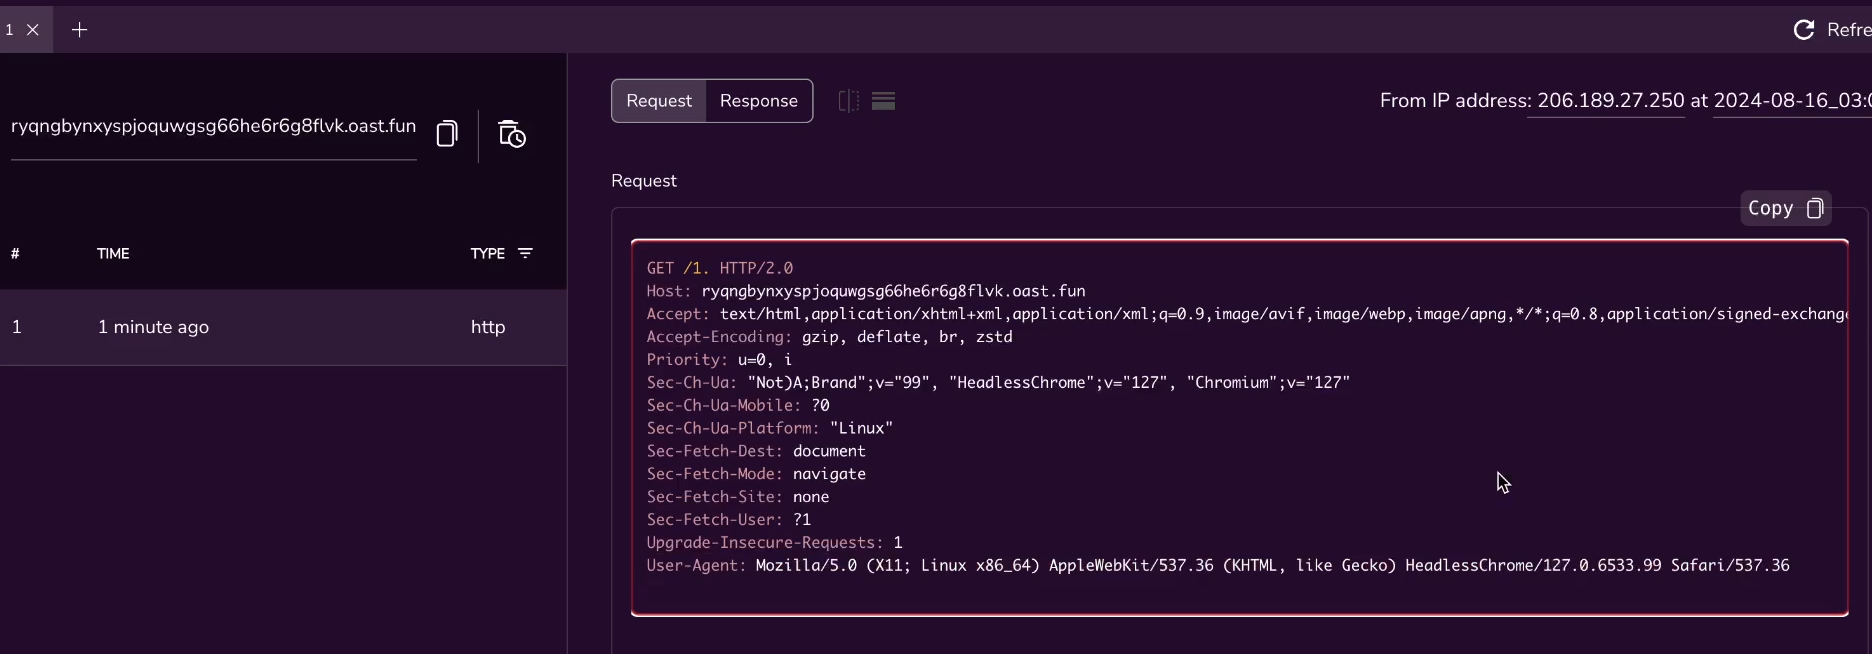 1
Refre
ryqngbynxyspjoquwgsg66he6r6g8flvk.oast.fun
Request Response
From IP address: 206.189.27.250 at 2024-08-16_03:0
Request
Copy
# TIME TYPE
1 1 minute ago http
GET /1. HTTP/2.0
Host: ryqngbynxyspjoquwgsg66he6r6g8flvk.oast.fun
Accept: text/html,application/xhtml+xml,application/xml;q=0.9,image/avif,image/webp,image/apng,*/*;q=0.8,application/signed-exchange
Accept-Encoding: gzip, deflate, br, zstd
Priority: u=0, i
Sec-Ch-Ua: "Not)A;Brand";v="99", "HeadlessChrome";v="127", "Chromium";v="127"
Sec-Ch-Ua-Mobile: ?0
Sec-Ch-Ua-Platform: "Linux"
Sec-Fetch-Dest: document
Sec-Fetch-Mode: navigate
Sec-Fetch-Site: none
Sec-Fetch-User: ?1
Upgrade-Insecure-Requests: 1
User-Agent: Mozilla/5.0 (X11; Linux x86_64) AppleWebKit/537.36 (KHTML, like Gecko) HeadlessChrome/127.0.6533.99 Safari/537.36